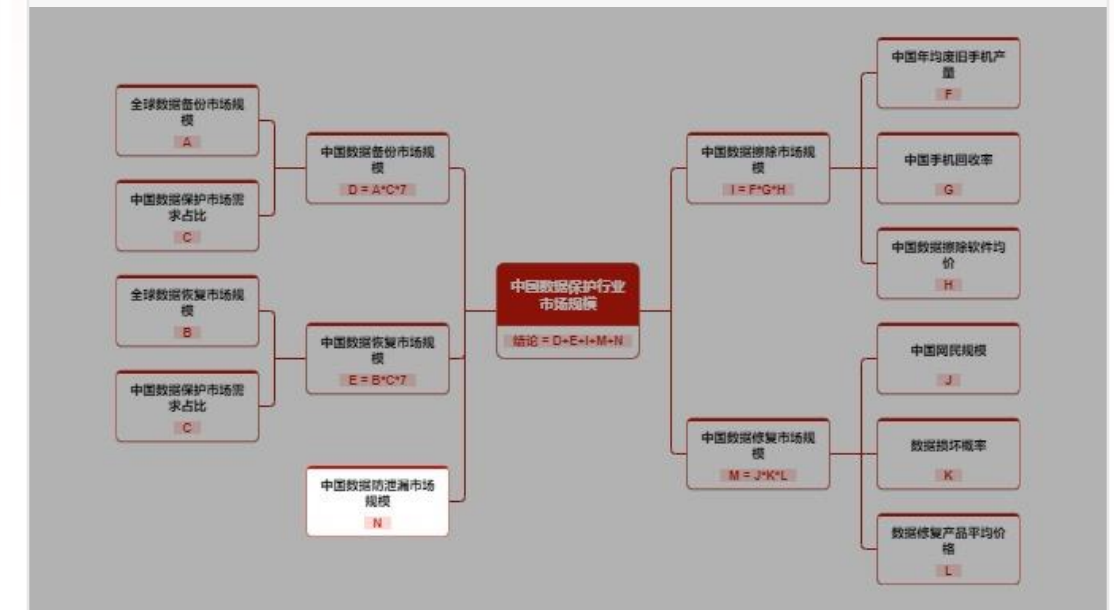 全球数据备份市场规
模
A
中国数据保护市场需
求占比
C
全球数据恢复市场规
模
B
中国数据保护市场需
求占比
C
中国数据备份市场规
模
D = A*C*7
中国数据恢复市场规
模
E = B*C*7
中国数据防泄漏市场
规模
N
中国数据保护行业
市场规模
结论 = D+E+I+M+N
中国数据擦除市场规
模
I = F*G*H
中国数据修复市场规
模
M = J*K*L
中国年均废旧手机产
量
F
中国手机回收率
G
中国数据擦除软件均
价
H
中国网民规模
J
数据损坏概率
K
数据修复产品平均价
格
L